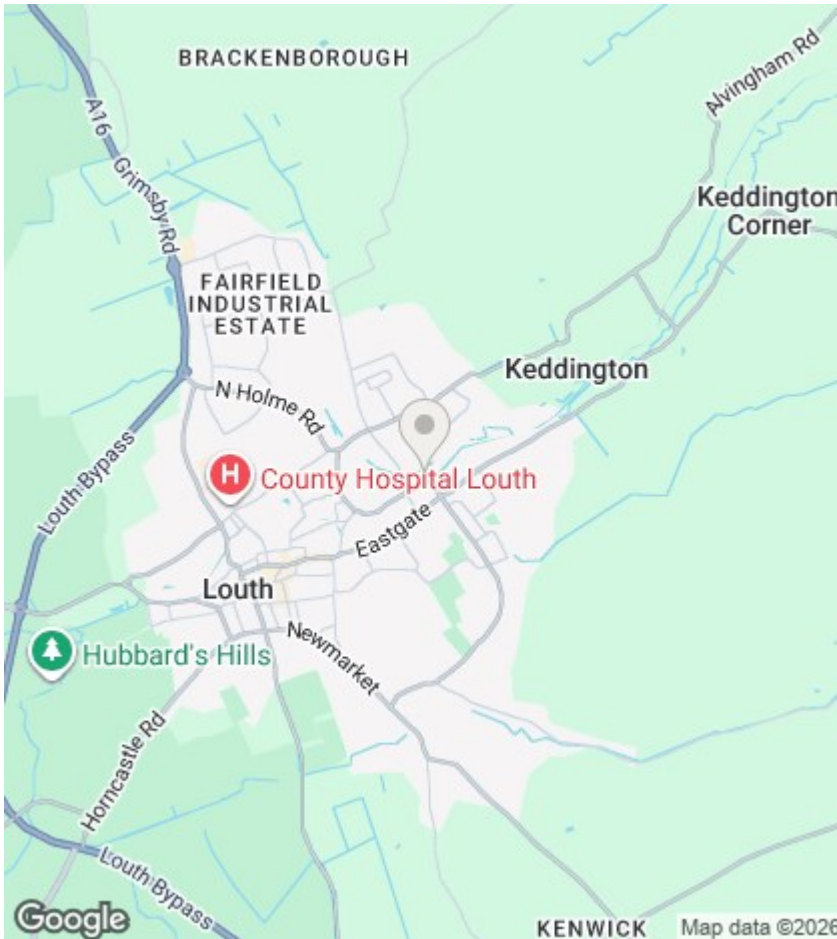 BRACKENBOROUGH
Alvingham Rd
A16
Grimsby Rd
Keddington
Corner
FAIRFIELD
INDUSTRIAL
ESTATE
Keddington
N Holme Rd
H
County Hospital Louth
Louth Bypass
Eastgate
Louth
Hubbard's Hills
Newmarket
Horncastle Rd
Louth Bypass
Google
KENWICK
Map data ©2026